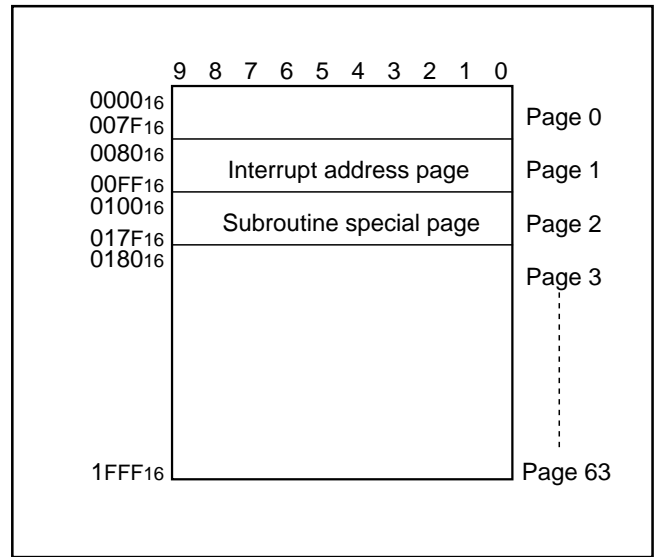 9 8 7 6 5 4 3 2 1 0
0000₁₆
Page 0
007F₁₆
0080₁₆
Interrupt address page Page 1
00FF₁₆
0100₁₆
Subroutine special page Page 2
017F₁₆
0180₁₆
Page 3
1FFF₁₆ Page 63